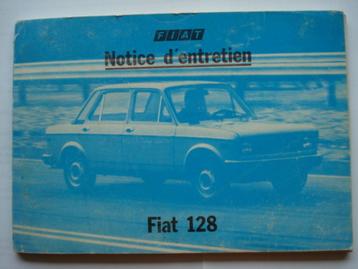 FIAT
Notice d'entretien
Fiat 128